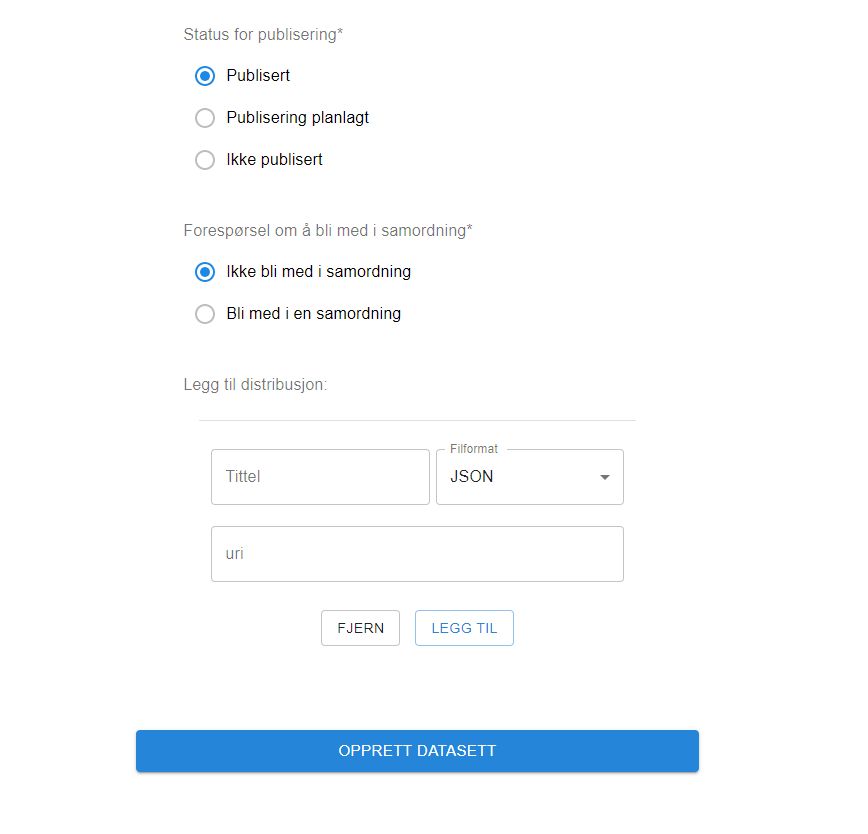 Status for publisering*
Publisert
Publisering planlagt
Ikke publisert
Forespørsel om å bli med i samordning*
Ikke bli med i samordning
Bli med i en samordning
Legg til distribusjon:
Filformat
Tittel
JSON
uri
FJERN
LEGG TIL
OPPRETT DATASETT